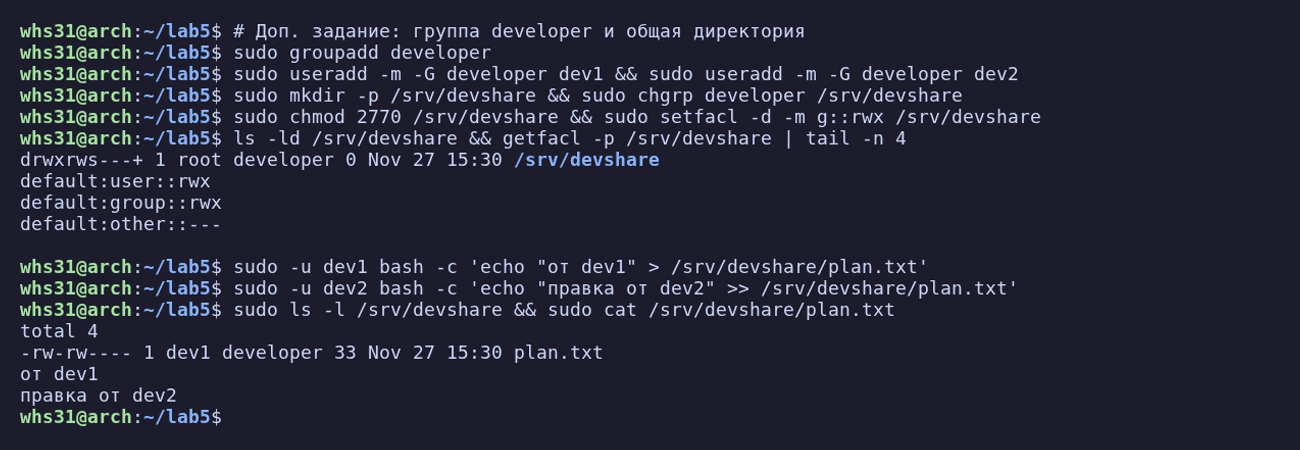 whs31@arch:~/lab5$ # Доп. задание: группа developer и общая директория
whs31@arch:~/lab5$ sudo groupadd developer
whs31@arch:~/lab5$ sudo useradd -m -G developer dev1 && sudo useradd -m -G developer dev2
whs31@arch:~/lab5$ sudo mkdir -p /srv/devshare && sudo chgrp developer /srv/devshare
whs31@arch:~/lab5$ sudo chmod 2770 /srv/devshare && sudo setfacl -d -m g::rwx /srv/devshare
whs31@arch:~/lab5$ ls -ld /srv/devshare && getfacl -p /srv/devshare | tail -n 4
drwxrws---+ 1 root developer 0 Nov 27 15:30 /srv/devshare
default:user::rwx
default:group::rwx
default:other::---
whs31@arch:~/lab5$ sudo -u dev1 bash -c 'echo "от dev1" > /srv/devshare/plan.txt'
whs31@arch:~/lab5$ sudo -u dev2 bash -c 'echo "правка от dev2" >> /srv/devshare/plan.txt'
whs31@arch:~/lab5$ sudo ls -l /srv/devshare && sudo cat /srv/devshare/plan.txt
total 4
-rw-rw---- 1 dev1 developer 33 Nov 27 15:30 plan.txt
от dev1
правка от dev2
whs31@arch:~/lab5$